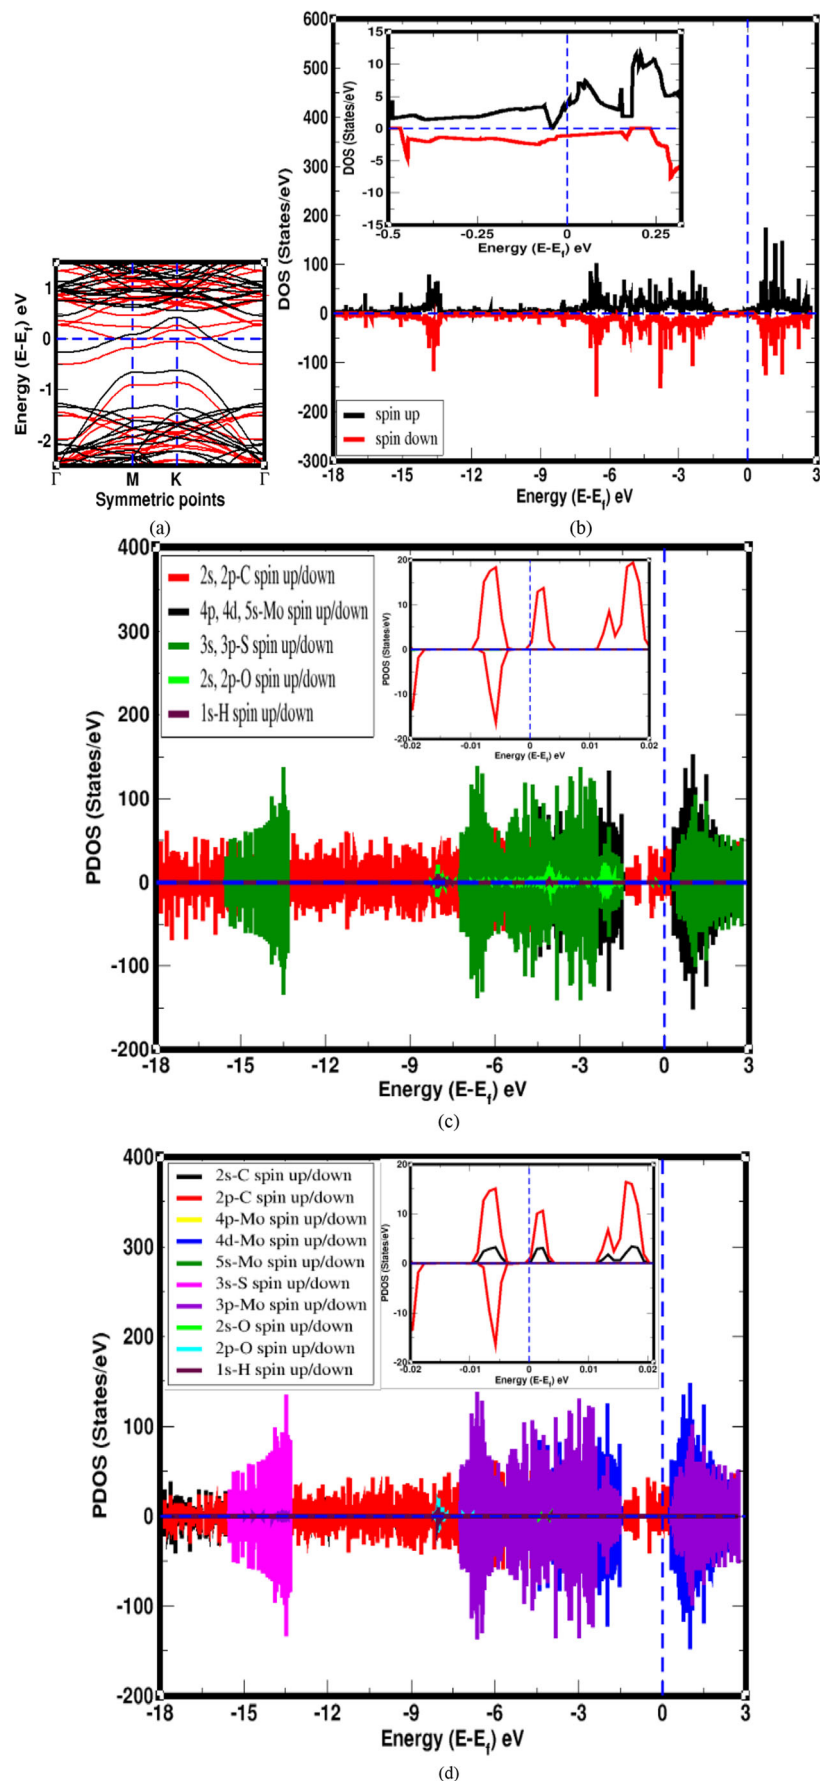 600
500
400
300
200
100
0
-100
-200
-300
DOS (States/eV)
15
10
5
0
-5
-10
-15
DOS (States/eV)
-0.5 -0.25 0 0.25
Energy (E-Ef) eV
spin up
spin down
-18 -15 -12 -9 -6 -3 0 3
Energy (E-Ef) eV
(b)
1
0
-1
-2
Energy (E-Ef) eV
Γ M K Γ
Symmetric points
(a)
400
300
200
100
0
-100
-200
PDOS (States/eV)
2s, 2p-C spin up/down
4p, 4d, 5s-Mo spin up/down
3s, 3p-S spin up/down
2s, 2p-O spin up/down
1s-H spin up/down
20
10
0
-10
-20
PDOS (States/eV)
-0.02 -0.01 0 0.01 0.02
Energy (E-Ef) eV
-18 -15 -12 -9 -6 -3 0 3
Energy (E-Ef) eV
(c)
400
300
200
100
0
-100
-200
PDOS (States/eV)
2s-C spin up/down
2p-C spin up/down
4p-Mo spin up/down
4d-Mo spin up/down
5s-Mo spin up/down
3s-S spin up/down
3p-Mo spin up/down
2s-O spin up/down
2p-O spin up/down
1s-H spin up/down
20
10
0
-10
-20
PDOS (States/eV)
-0.02 -0.01 0 0.01 0.02
Energy (E-Ef) eV
-18 -15 -12 -9 -6 -3 0 3
Energy (E-Ef) eV
(d)